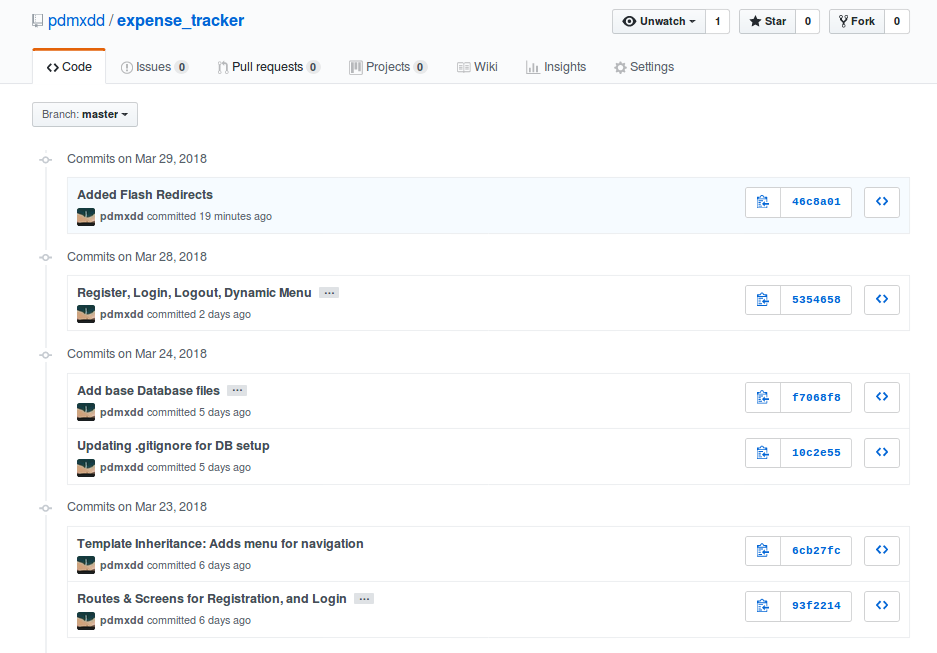 pdmxdd / expense_tracker Unwatch 1 Star 0 Fork 0
Code Issues 0 Pull requests 0 Projects 0 Wiki Insights Settings
Branch: master
Commits on Mar 29, 2018
Added Flash Redirects
pdmxdd committed 19 minutes ago 46c8a01
Commits on Mar 28, 2018
Register, Login, Logout, Dynamic Menu ...
pdmxdd committed 2 days ago 5354658
Commits on Mar 24, 2018
Add base Database files ...
pdmxdd committed 5 days ago f7068f8
Updating .gitignore for DB setup
pdmxdd committed 5 days ago 10c2e55
Commits on Mar 23, 2018
Template Inheritance: Adds menu for navigation
pdmxdd committed 6 days ago 6cb27fc
Routes & Screens for Registration, and Login ...
pdmxdd committed 6 days ago 93f2214